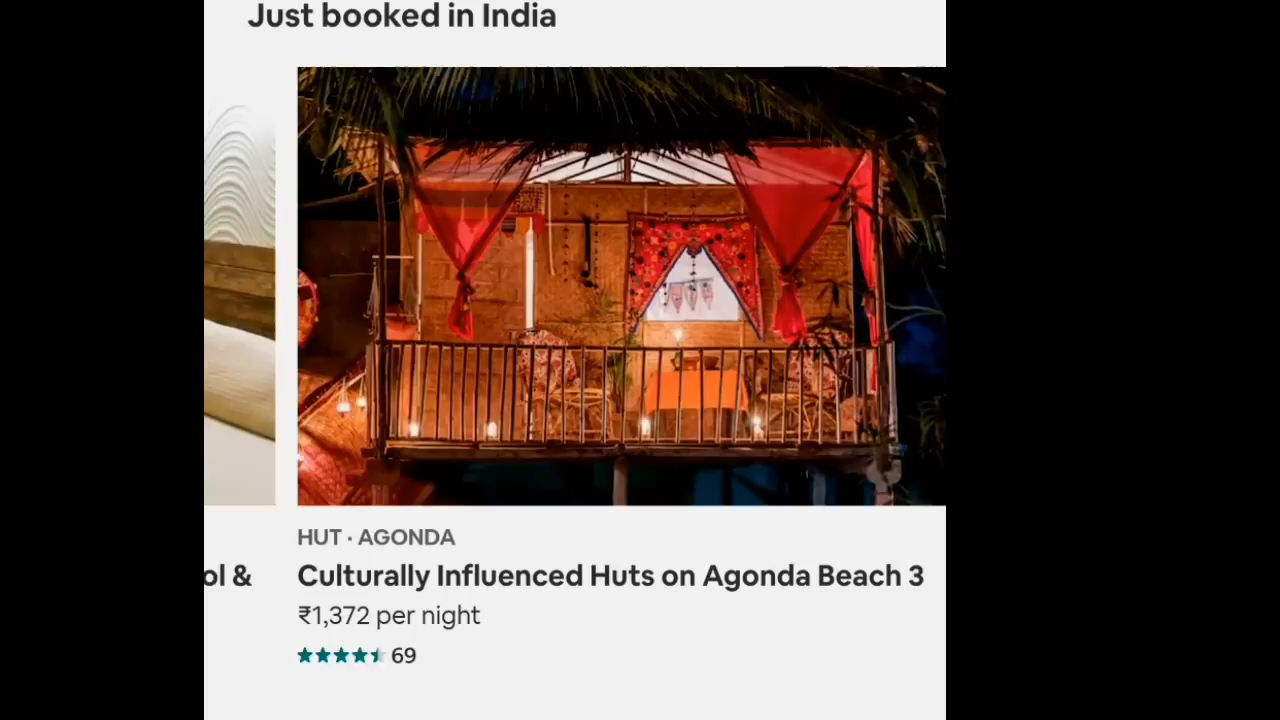 Just booked in India
HUT · AGONDA
ol &
Culturally Influenced Huts on Agonda Beach 3
₹1,372 per night
69